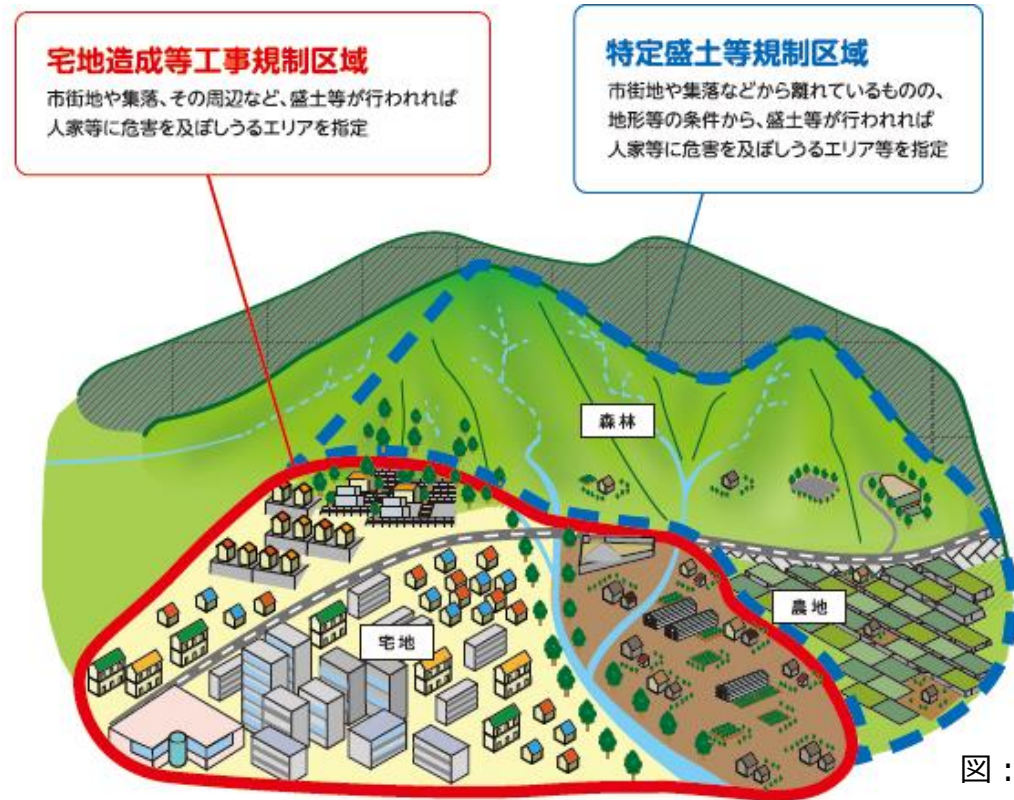 宅地造成等工事規制区域
市街地や集落、その周辺など、盛土等が行われれば
人家等に危害を及ぼしうるエリアを指定
特定盛土等規制区域
市街地や集落などから離れているものの、
地形等の条件から、盛土等が行われれば
人家等に危害を及ぼしうるエリア等を指定
森林
農地
宅地
図：